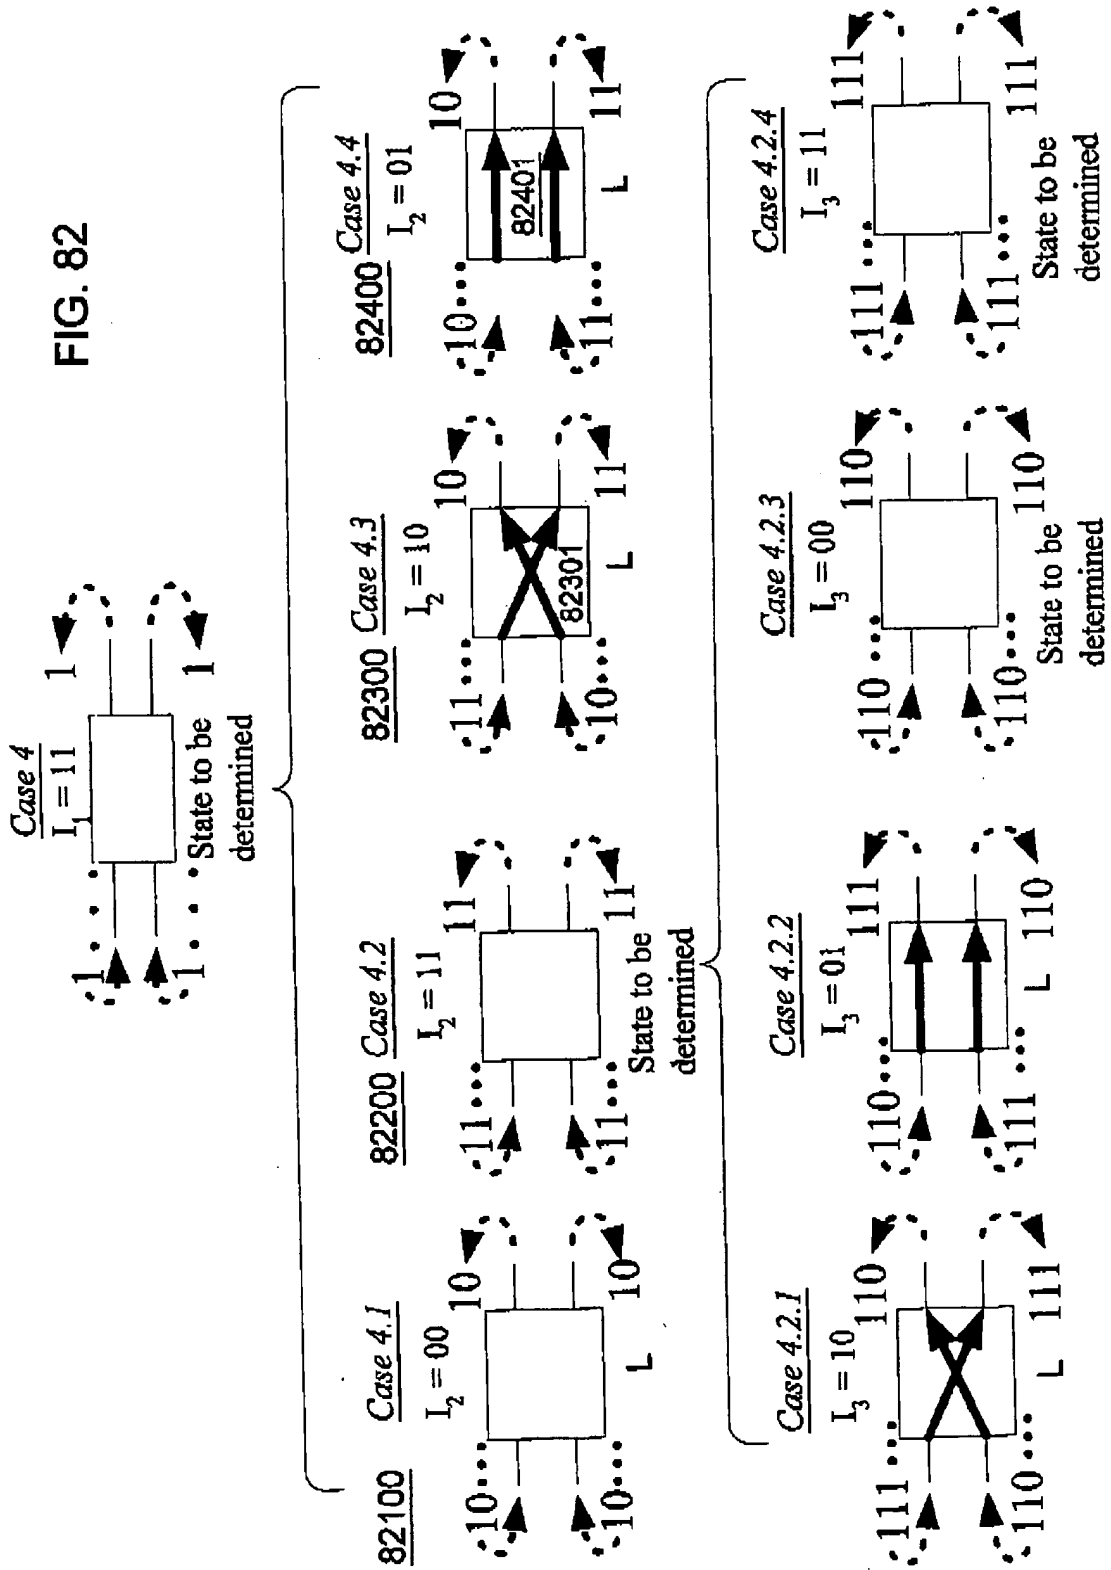 FIG. 82
Case 4
I1 = 11
1
1
1
1
State to be
determined
82100
Case 4.1
I2 = 00
10
10
10
10
L
82200
Case 4.2
I2 = 11
11
11
11
11
State to be
determined
82300
Case 4.3
I2 = 10
11
10
10
11
82301
L
82400
Case 4.4
I2 = 01
10
10
11
11
82401
L
Case 4.2.1
I3 = 10
111
110
110
111
L
Case 4.2.2
I3 = 01
110
111
111
110
L
Case 4.2.3
I3 = 00
110
110
110
110
State to be
determined
Case 4.2.4
I3 = 11
111
111
111
111
State to be
determined